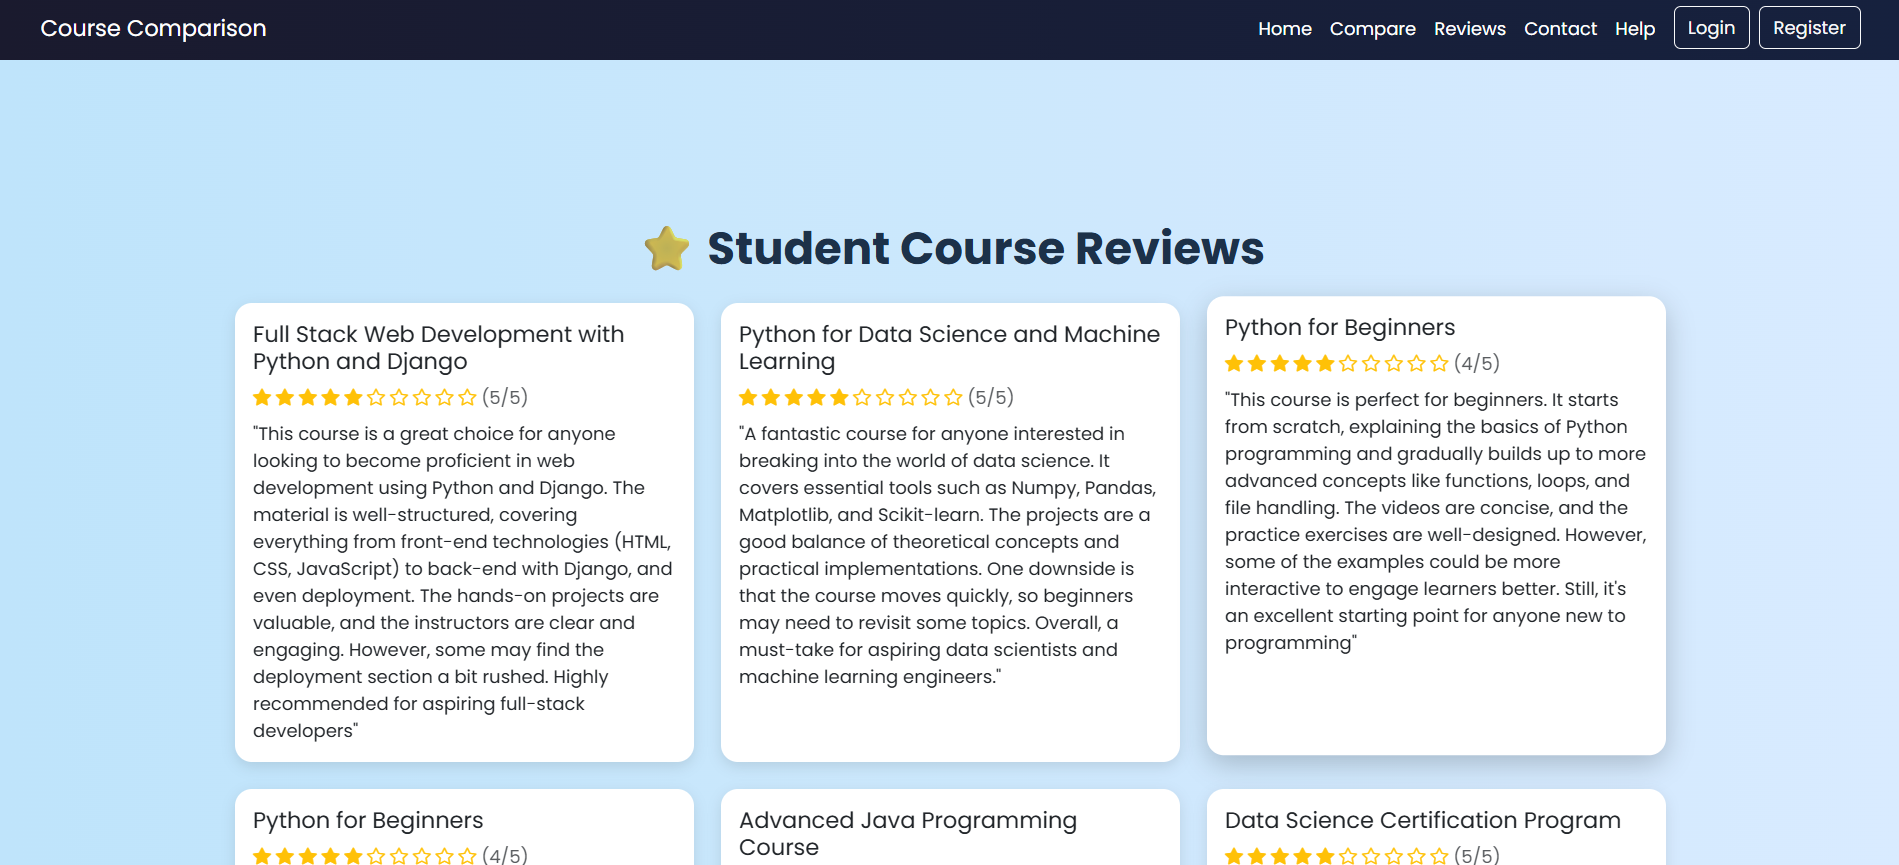 Course Comparison
Home Compare Reviews Contact Help Login Register
Student Course Reviews
Full Stack Web Development with
Python and Django
(5/5)
"This course is a great choice for anyone
looking to become proficient in web
development using Python and Django. The
material is well-structured, covering
everything from front-end technologies (HTML,
CSS, JavaScript) to back-end with Django, and
even deployment. The hands-on projects are
valuable, and the instructors are clear and
engaging. However, some may find the
deployment section a bit rushed. Highly
recommended for aspiring full-stack
developers"
Python for Data Science and Machine
Learning
(5/5)
"A fantastic course for anyone interested in
breaking into the world of data science. It
covers essential tools such as Numpy, Pandas,
Matplotlib, and Scikit-learn. The projects are a
good balance of theoretical concepts and
practical implementations. One downside is
that the course moves quickly, so beginners
may need to revisit some topics. Overall, a
must-take for aspiring data scientists and
machine learning engineers."
Python for Beginners
(4/5)
"This course is perfect for beginners. It starts
from scratch, explaining the basics of Python
programming and gradually builds up to more
advanced concepts like functions, loops, and
file handling. The videos are concise, and the
practice exercises are well-designed. However,
some of the examples could be more
interactive to engage learners better. Still, it's
an excellent starting point for anyone new to
programming"
Python for Beginners
(4/5)
Advanced Java Programming
Course
Data Science Certification Program
(5/5)